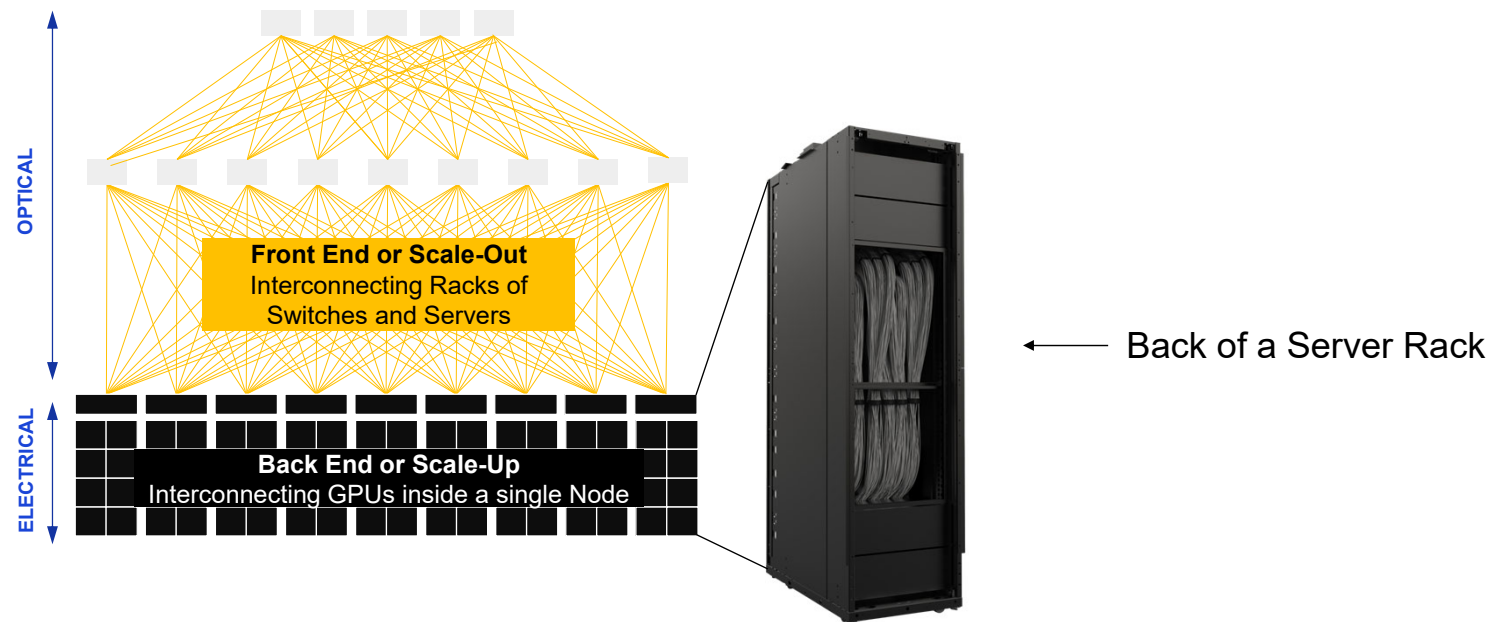 OPTICAL
Front End or Scale-Out
Interconnecting Racks of
Switches and Servers
Back of a Server Rack
ELECTRICAL
Back End or Scale-Up
Interconnecting GPUs inside a single Node